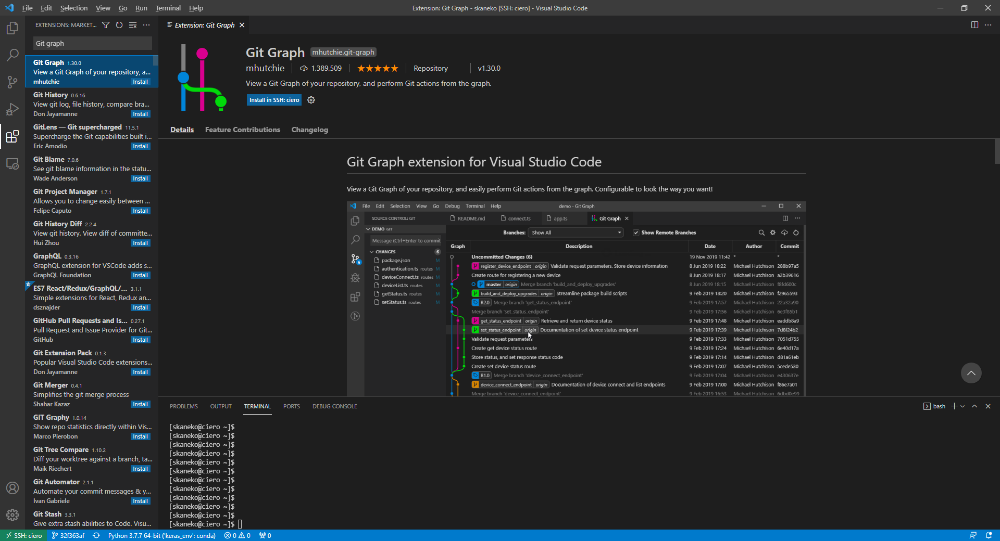 File Edit Selection View Go Run Terminal Help
Extension: Git Graph - skaneko [SSH: ciero] - Visual Studio Code
EXTENSIONS: MARKET...
Git graph
Git Graph 1.30.0
View a Git Graph of your repository, a...
mhutchie Install
Git History 0.6.16
View git log, file history, compare bra...
Don Jayamanne Install
GitLens — Git supercharged 11.5.1
Supercharge the Git capabilities built i...
Eric Amodio Install
Git Blame 7.0.6
See git blame information in the statu...
Wade Anderson Install
Git Project Manager 1.7.1
Allows you to change easily between ...
Felipe Caputo Install
Git History Diff 2.2.4
View git history. View diff of committe...
Hui Zhou Install
GraphQL 0.3.16
GraphQL extension for VSCode adds s...
GraphQL Foundation Install
ES7 React/Redux/GraphQL/... 3.1.1
Simple extensions for React, Redux an...
dsznajder Install
GitHub Pull Requests and Is... 0.27.1
Pull Request and Issue Provider for Git...
GitHub Install
Git Extension Pack 0.1.3
Popular Visual Studio Code extensions...
Don Jayamanne Install
Git Merger 0.4.1
Simplifies the git merge process
Shahar Kazaz Install
GIT Graphy 1.0.14
Show repo statistics directly within Vis...
Marco Pierobon Install
Git Tree Compare 1.10.2
Diff your worktree against a branch, ta...
Maik Riechert Install
Git Automator 2.1.1
Automate your commit messages & y...
Ivan Gabriele Install
Git Stash 3.3.1
Give extra stash abilities to Code. Visu...
Extension: Git Graph
Git Graph mhutchie.git-graph
mhutchie 1,389,509 Repository v1.30.0
View a Git Graph of your repository, and perform Git actions from the graph.
Install in SSH: ciero
Details Feature Contributions Changelog
Git Graph extension for Visual Studio Code
View a Git Graph of your repository, and easily perform Git actions from the graph. Configurable to look the way you want!
File Edit Selection View Go Debug Terminal Help demo - Git Graph
SOURCE CONTROL: GIT
DEMO GIT
Message (Ctrl+Enter to commit
CHANGES 6
package.json M
authentication.ts routes M
deviceConnect.ts routes M
deviceList.ts routes M
getStatus.ts routes M
setStatus.ts routes M
6
README.md connect.ts app.ts Git Graph
Branches: Show All Show Remote Branches
Graph Description Date Author Commit
Uncommitted Changes (6) 19 Nov 2019 11:42 * *
register_device_endpoint origin Validate request parameters. Store device information 8 Jun 2019 18:22 Michael Hutchison 288b97a5
Create route for registering a new device 8 Jun 2019 18:17 Michael Hutchison a2b39616
master origin Merge branch 'build_and_deploy_upgrades' 8 Jun 2019 18:15 Michael Hutchison f8fd600c
build_and_deploy_upgrades origin Streamline package build scripts 9 Feb 2019 18:20 Michael Hutchison f2965593
R2.0 Merge branch 'get_status_endpoint' 9 Feb 2019 17:57 Michael Hutchison 22a32a90
Merge branch 'set_status_endpoint' 9 Feb 2019 17:56 Michael Hutchison 6e3f85b1
get_status_endpoint origin Retrieve and return device status 9 Feb 2019 17:48 Michael Hutchison eaddb8a9
set_status_endpoint origin Documentation of set device status endpoint 9 Feb 2019 17:39 Michael Hutchison 7d8f24b2
Validate request parameters 9 Feb 2019 17:33 Michael Hutchison 7051d755
Create get device status route 9 Feb 2019 17:24 Michael Hutchison 6e40d17a
Store status, and set response status code 9 Feb 2019 17:14 Michael Hutchison d81a61eb
Create set device status route 9 Feb 2019 17:07 Michael Hutchison 5cede530
R1.0 Merge branch 'device_connect_endpoint' 9 Feb 2019 17:04 Michael Hutchison e430637e
device_connect_endpoint origin Documentation of device connect and list endpoints 9 Feb 2019 17:00 Michael Hutchison f86e7a01
Merge branch 'device_connect_endpoint' 9 Feb 2019 16:53 Michael Hutchison 6dbd0e99
PROBLEMS OUTPUT TERMINAL PORTS DEBUG CONSOLE
bash
[skaneko@ciero ~]$
[skaneko@ciero ~]$
[skaneko@ciero ~]$
[skaneko@ciero ~]$
[skaneko@ciero ~]$
[skaneko@ciero ~]$
[skaneko@ciero ~]$
[skaneko@ciero ~]$
[skaneko@ciero ~]$
[skaneko@ciero ~]$
[skaneko@ciero ~]$
[skaneko@ciero ~]$
SSH: ciero 32f363af Python 3.7.7 64-bit ('keras_env': conda) 0 0 0